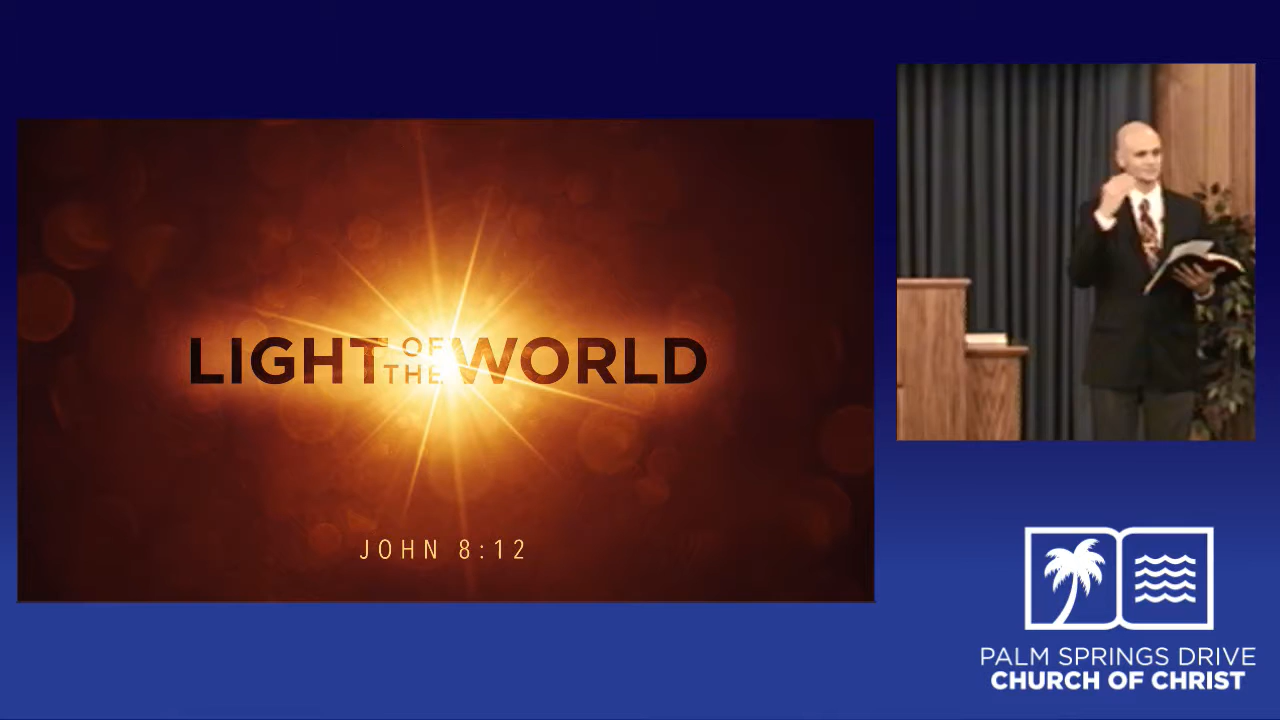 LIGHT OF THE WORLD
JOHN 8:12
PALM SPRINGS DRIVE
CHURCH OF CHRIST